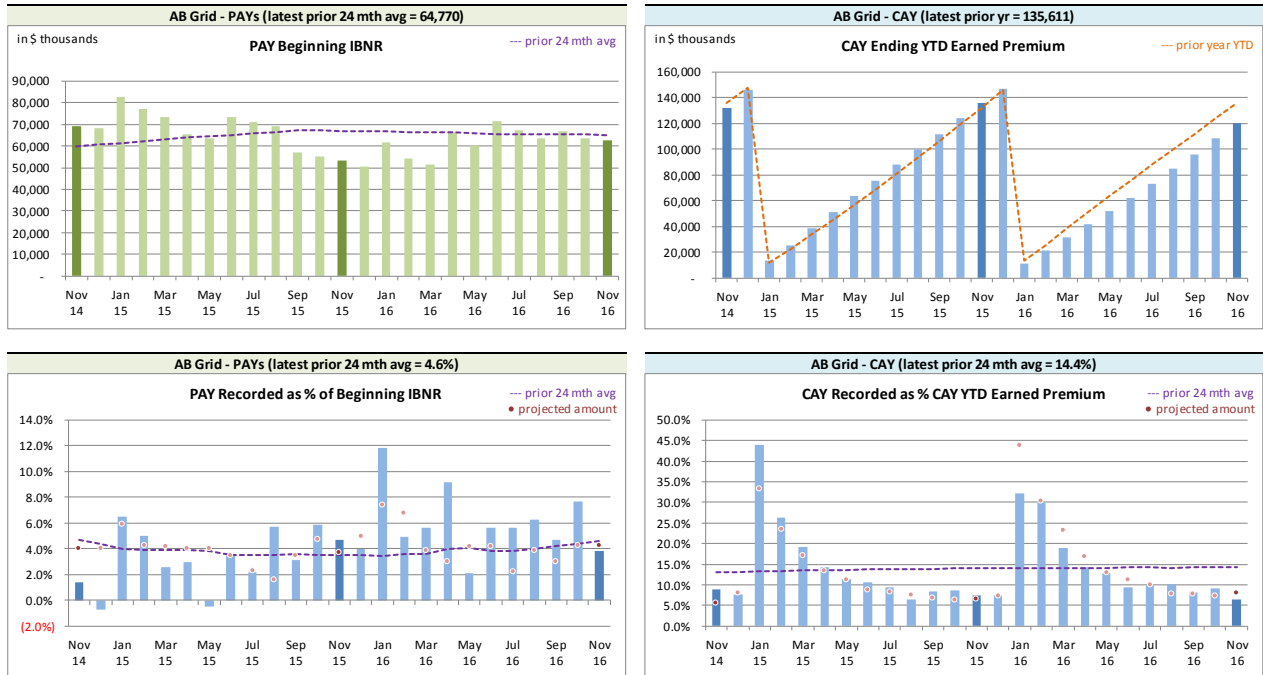 AB Grid - PAYs (latest prior 24 mth avg = 64,770)
in $ thousands
PAY Beginning IBNR
--- prior 24 mth avg
90,000
80,000
70,000
60,000
50,000
40,000
30,000
20,000
10,000
-
Nov Jan Mar May Jul Sep Nov Jan Mar May Jul Sep Nov
14 15 15 15 15 15 15 16 16 16 16 16 16
AB Grid - CAY (latest prior yr = 135,611)
in $ thousands
CAY Ending YTD Earned Premium
--- prior year YTD
160,000
140,000
120,000
100,000
80,000
60,000
40,000
20,000
-
Nov Jan Mar May Jul Sep Nov Jan Mar May Jul Sep Nov
14 15 15 15 15 15 15 16 16 16 16 16 16
AB Grid - PAYs (latest prior 24 mth avg = 4.6%)
PAY Recorded as % of Beginning IBNR
--- prior 24 mth avg
• projected amount
14.0%
12.0%
10.0%
8.0%
6.0%
4.0%
2.0%
0.0%
(2.0%)
Nov Jan Mar May Jul Sep Nov Jan Mar May Jul Sep Nov
14 15 15 15 15 15 15 16 16 16 16 16 16
AB Grid - CAY (latest prior 24 mth avg = 14.4%)
CAY Recorded as % CAY YTD Earned Premium
--- prior 24 mth avg
• projected amount
50.0%
45.0%
40.0%
35.0%
30.0%
25.0%
20.0%
15.0%
10.0%
5.0%
0.0%
Nov Jan Mar May Jul Sep Nov Jan Mar May Jul Sep Nov
14 15 15 15 15 15 15 16 16 16 16 16 16